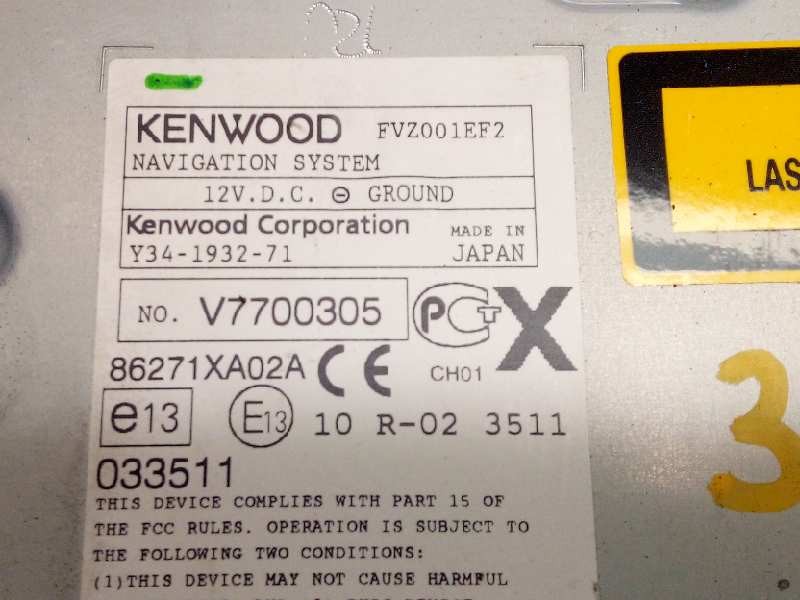 KENWOOD FVZ001EF2
NAVIGATION SYSTEM
12V.D.C. ⊖ GROUND
Kenwood Corporation MADE IN
Y34-1932-71 JAPAN
NO. V7700305
PCT X
86271XA02A CE CH01
e13 E13 10 R-02 3511
033511
THIS DEVICE COMPLIES WITH PART 15 OF
THE FCC RULES. OPERATION IS SUBJECT TO
THE FOLLOWING TWO CONDITIONS:
(1)THIS DEVICE MAY NOT CAUSE HARMFUL
LAS
3